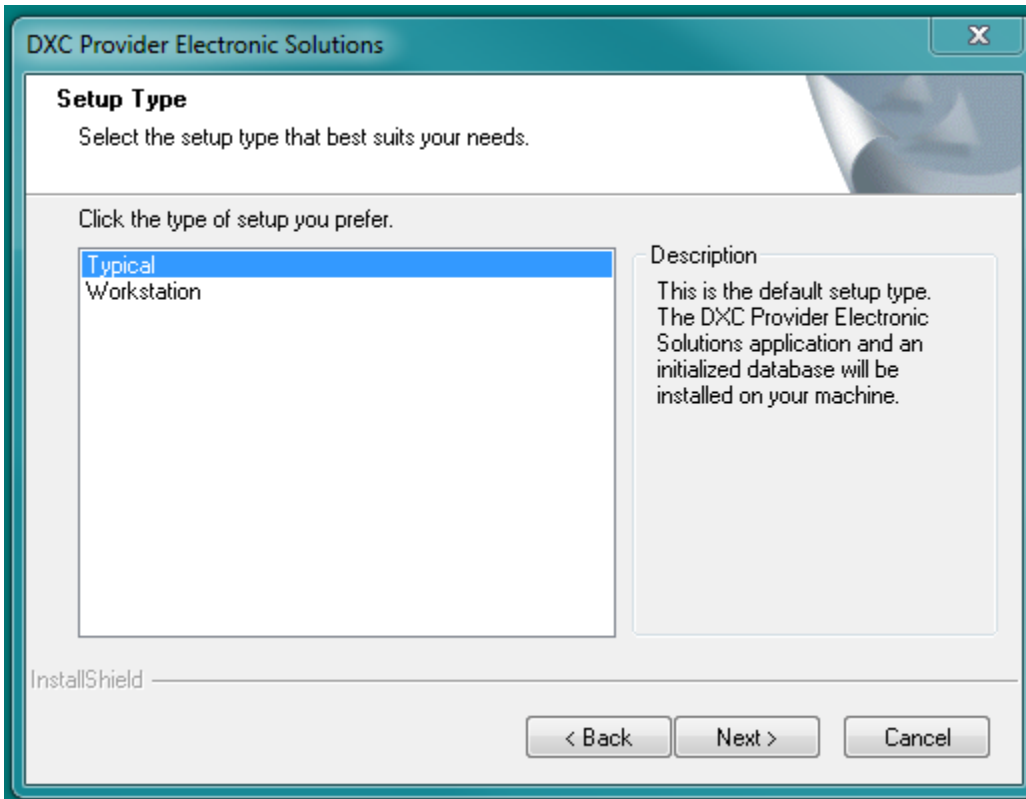 DXC Provider Electronic Solutions
X
Setup Type
Select the setup type that best suits your needs.
Click the type of setup you prefer.
Typical
Workstation
Description
This is the default setup type.
The DXC Provider Electronic
Solutions application and an
initialized database will be
installed on your machine.
InstallShield
< Back
Next >
Cancel